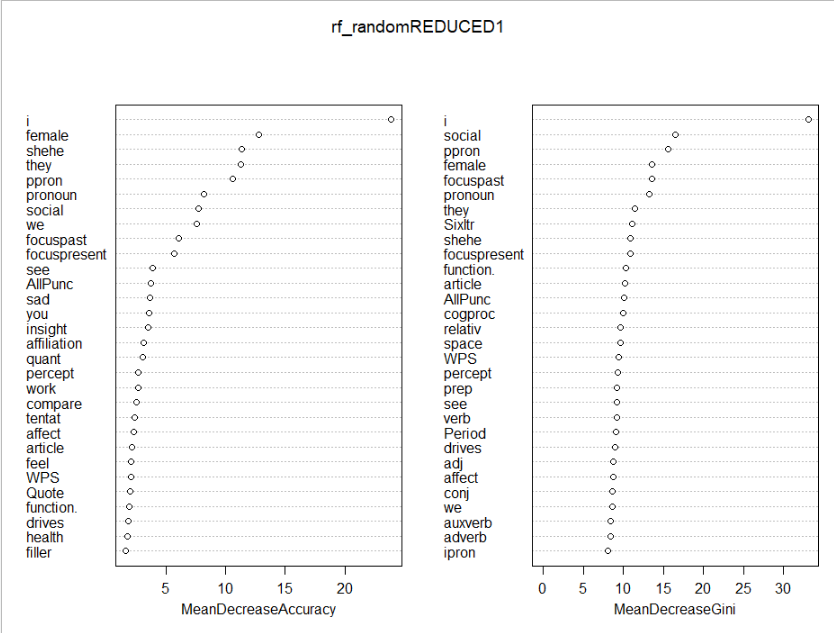 rf_randomREDUCED1
i
female
shehe
they
ppron
pronoun
social
we
focuspast
focuspresent
see
AllPunc
sad
you
insight
affiliation
quant
percept
work
compare
tentat
affect
article
feel
WPS
Quote
function.
drives
health
filler
5 10 15 20
MeanDecreaseAccuracy
i
social
ppron
female
focuspast
pronoun
they
Sixltr
shehe
focuspresent
function.
article
AllPunc
cogproc
relativ
space
WPS
percept
prep
see
verb
Period
drives
adj
affect
conj
we
auxverb
adverb
ipron
0 5 10 15 20 25 30
MeanDecreaseGini